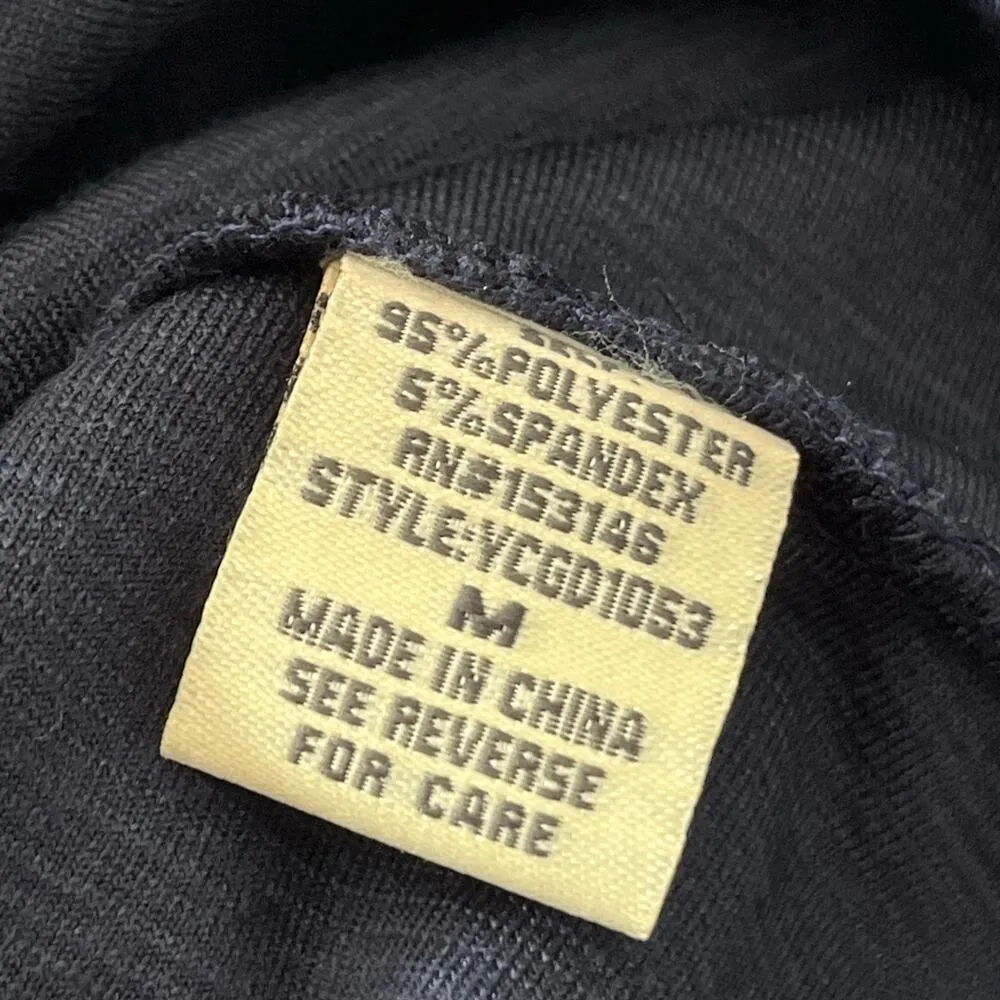 95%POLYESTER
5%SPANDEX
RN#153146
STYLE:YCGD1053
M
MADE IN CHINA
SEE REVERSE
FOR CARE